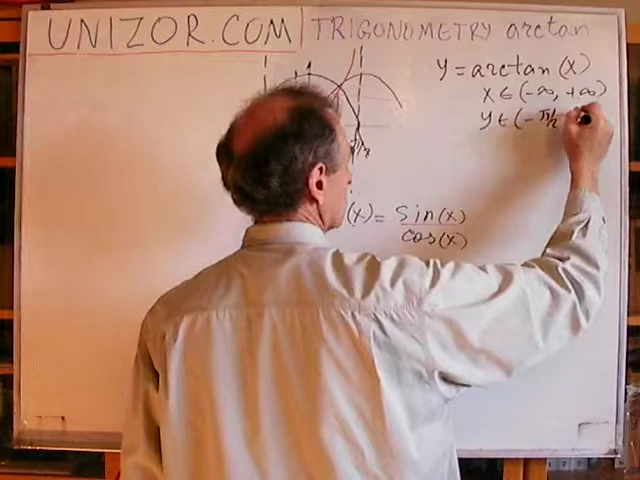 UNIZOR.COM
TRIGONOMETRY arctan
y = arctan (x)
x ∈ (-∞, +∞)
y ∈ (-π/2
(x) = sin(x)
cos(x)